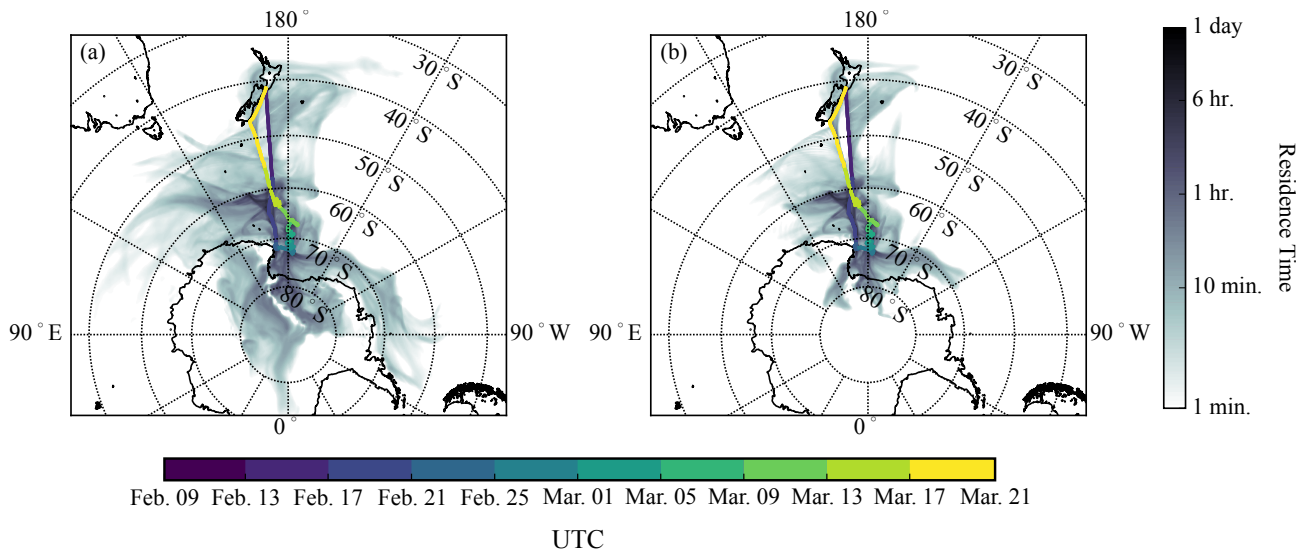 180°
(a)
30°S
40°S
50°S
60°S
70°S
80°S
90°E
90°W
0°
180°
(b)
30°S
40°S
50°S
60°S
70°S
80°S
90°E
90°W
0°
1 day
6 hr.
1 hr.
10 min.
1 min.
Residence Time
Feb. 09 Feb. 13 Feb. 17 Feb. 21 Feb. 25 Mar. 01 Mar. 05 Mar. 09 Mar. 13 Mar. 17 Mar. 21
UTC